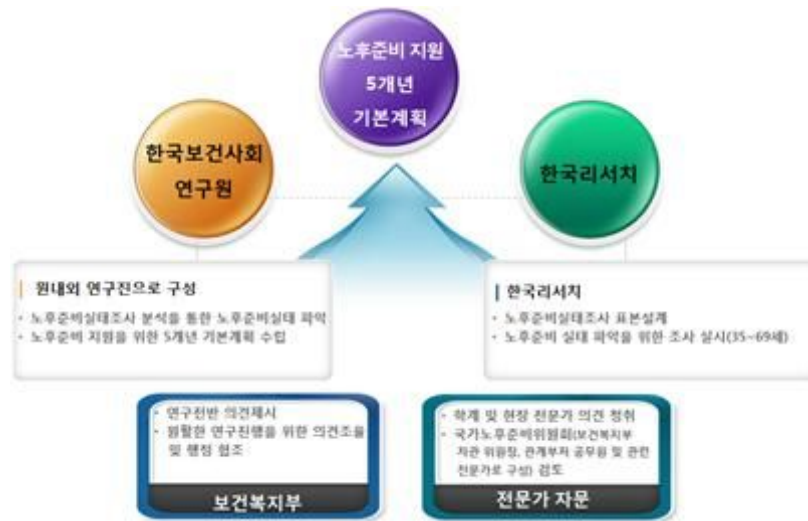 노후준비 지원
5개년
기본계획
한국보건사회
연구원
한국리서치
원내외 연구진으로 구성
· 노후준비실태조사 분석을 통한 노후준비실태 파악
· 노후준비 지원을 위한 5개년 기본계획 수립
한국리서치
· 노후준비실태조사 표본설계
· 노후준비 실태 파악을 위한 조사 실시(35~69세)
· 연구전반 의견제시
· 원활한 연구진행을 위한 의견조율
및 행정 협조
보건복지부
· 학계 및 현장 전문가 의견 청취
· 국가노후준비위원회(보건복지부
차관 위원장, 관계부처 공무원 및 관련
전문가로 구성) 검토
전문가 자문